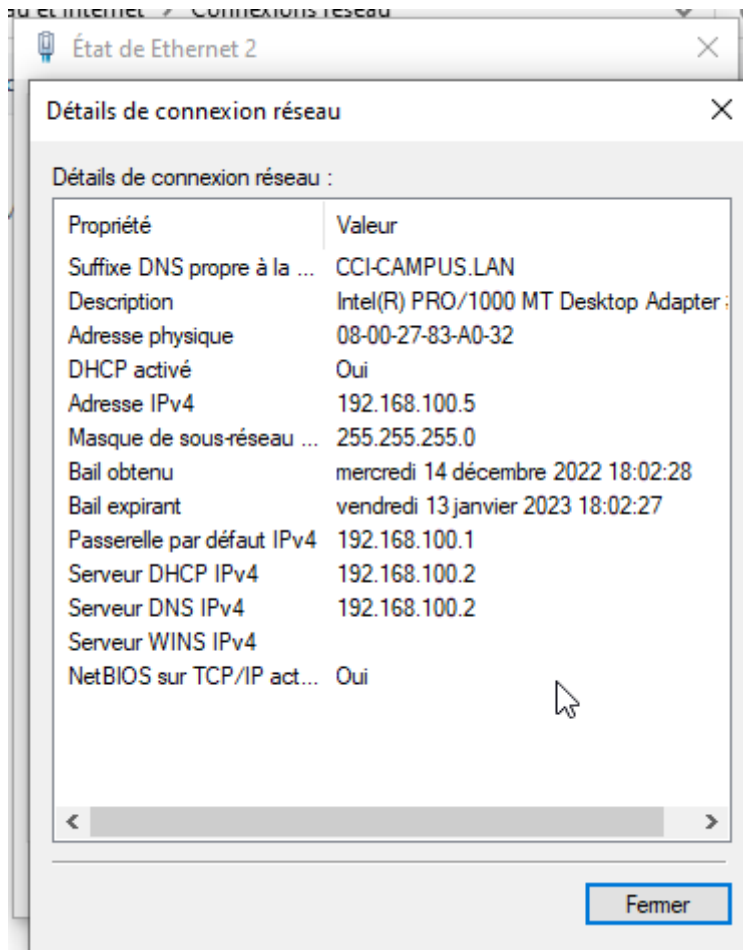 au et Internet > Connexions réseau
État de Ethernet 2
Détails de connexion réseau
Détails de connexion réseau :
Propriété Valeur
Suffixe DNS propre à la ... CCI-CAMPUS.LAN
Description Intel(R) PRO/1000 MT Desktop Adapter
Adresse physique 08-00-27-83-A0-32
DHCP activé Oui
Adresse IPv4 192.168.100.5
Masque de sous-réseau ... 255.255.255.0
Bail obtenu mercredi 14 décembre 2022 18:02:28
Bail expirant vendredi 13 janvier 2023 18:02:27
Passerelle par défaut IPv4 192.168.100.1
Serveur DHCP IPv4 192.168.100.2
Serveur DNS IPv4 192.168.100.2
Serveur WINS IPv4
NetBIOS sur TCP/IP act... Oui
Fermer